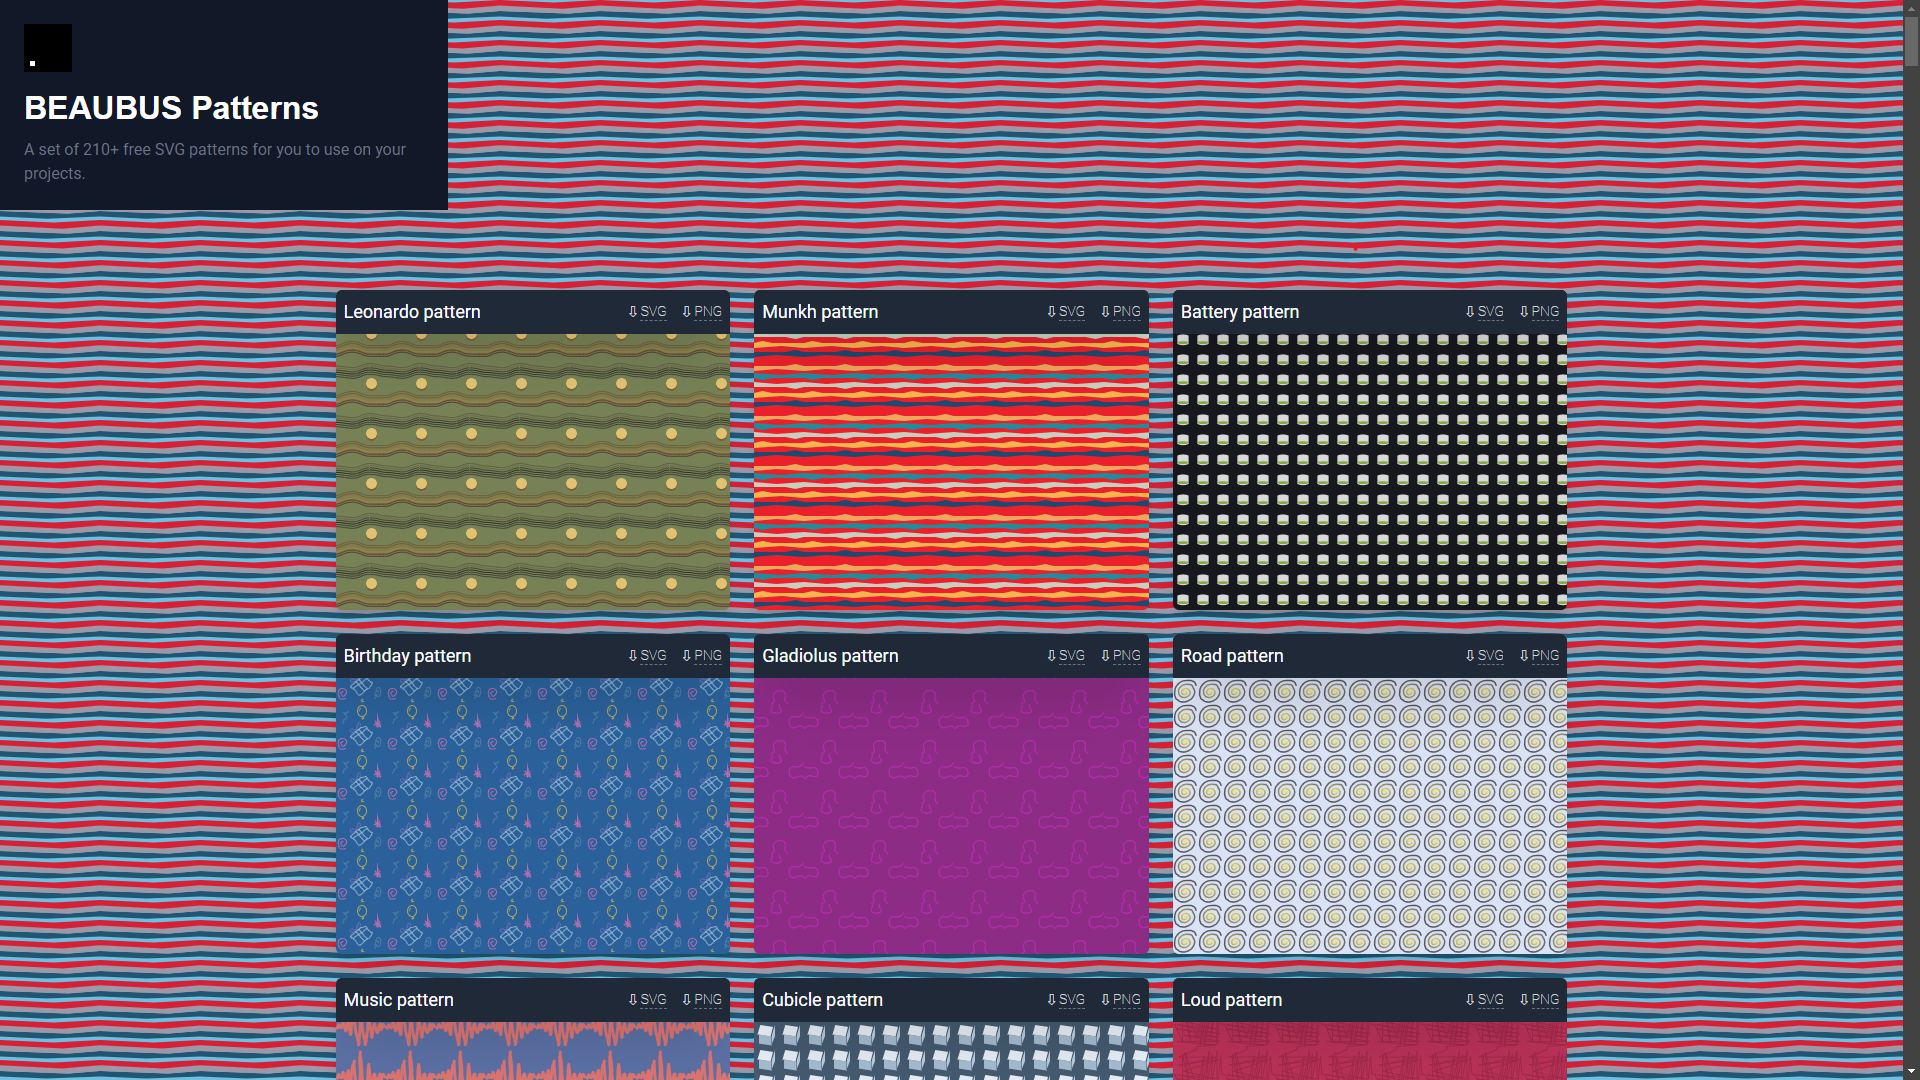 BEAUBUS Patterns
A set of 210+ free SVG patterns for you to use on your
projects.
Leonardo pattern ⇩ SVG ⇩ PNG
Munkh pattern ⇩ SVG ⇩ PNG
Battery pattern ⇩ SVG ⇩ PNG
Birthday pattern ⇩ SVG ⇩ PNG
Gladiolus pattern ⇩ SVG ⇩ PNG
Road pattern ⇩ SVG ⇩ PNG
Music pattern ⇩ SVG ⇩ PNG
Cubicle pattern ⇩ SVG ⇩ PNG
Loud pattern ⇩ SVG ⇩ PNG